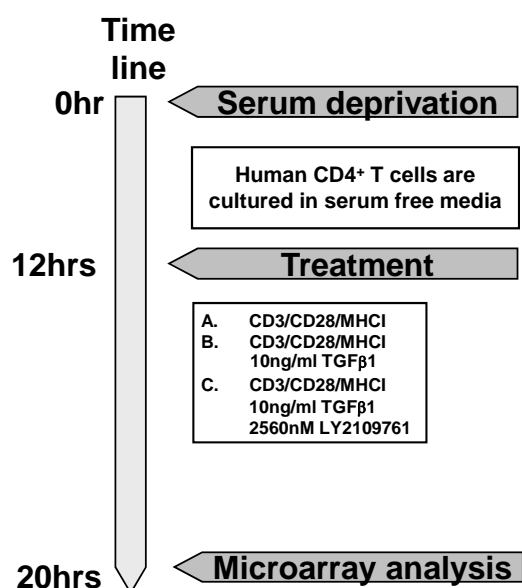 Time
line
0hr
Serum deprivation
Human CD4+ T cells are
cultured in serum free media
12hrs
Treatment
A. CD3/CD28/MHCI
B. CD3/CD28/MHCI
10ng/ml TGFβ1
C. CD3/CD28/MHCI
10ng/ml TGFβ1
2560nM LY2109761
20hrs
Microarray analysis